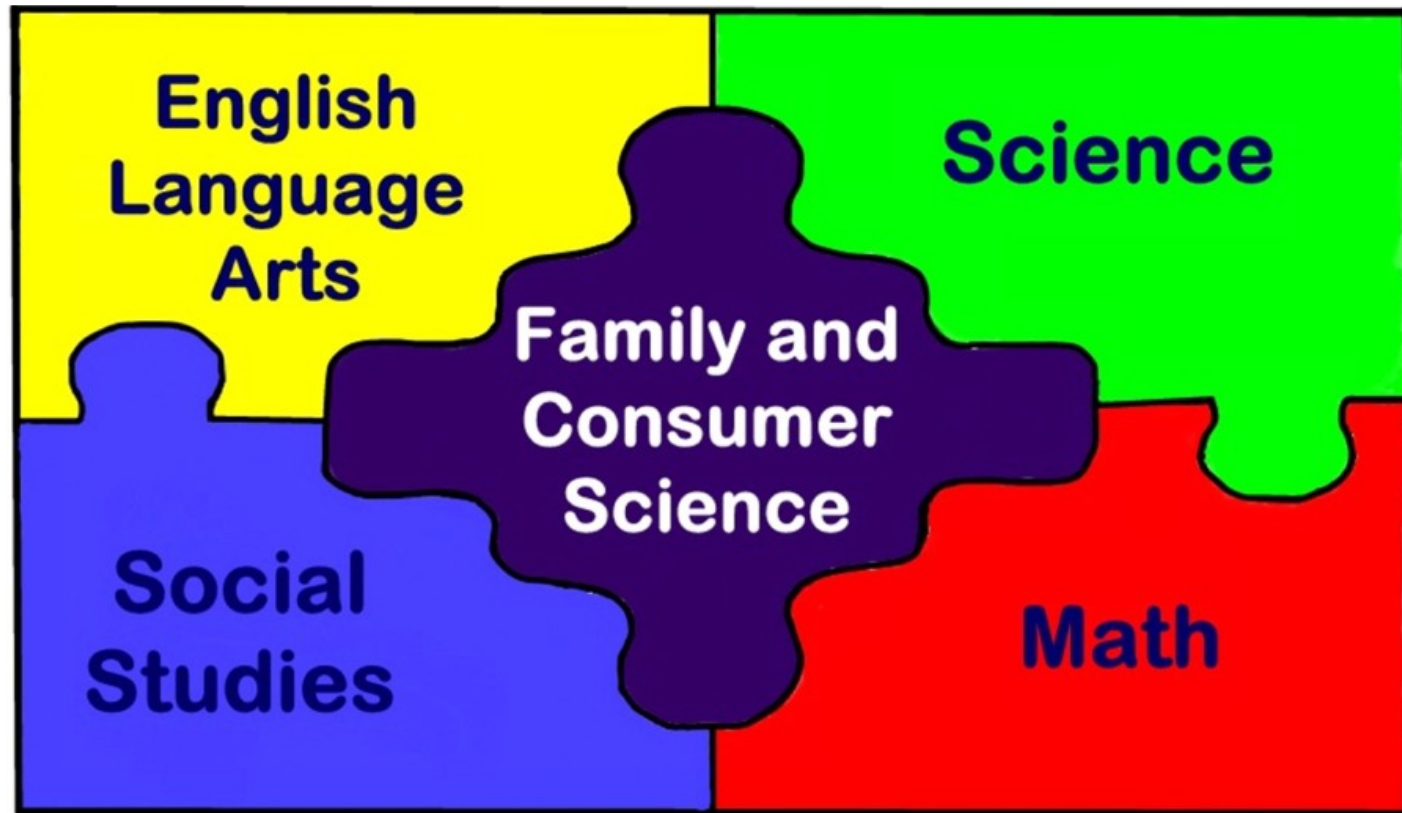 English
Language
Arts
Science
Family and
Consumer
Science
Social
Studies
Math